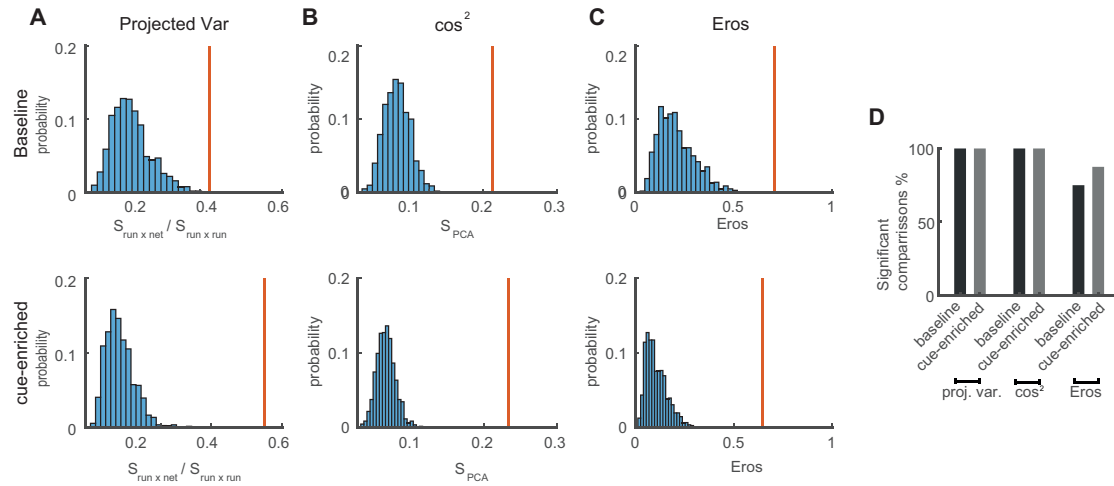 A
Projected Var
Baseline
probability
0.2
0.1
0
0.2
0.4
0.6
S run x net / S run x run
B
cos²
probability
0.2
0.1
0
0
0.1
0.2
0.3
S PCA
C
Eros
probability
0.2
0.1
0
0
0
0.5
1
Eros
cue-enriched
probability
0.2
0.1
0
0.2
0.4
0.6
S run x net / S run x run
probability
0.2
0.1
0
0.1
0.2
0.3
S PCA
probability
0.2
0.1
0
0
0.5
1
Eros
D
Significant
comparrissons %
100
50
0
baseline
cue-enriched
baseline
cue-enriched
baseline
cue-enriched
proj. var.
cos²
Eros